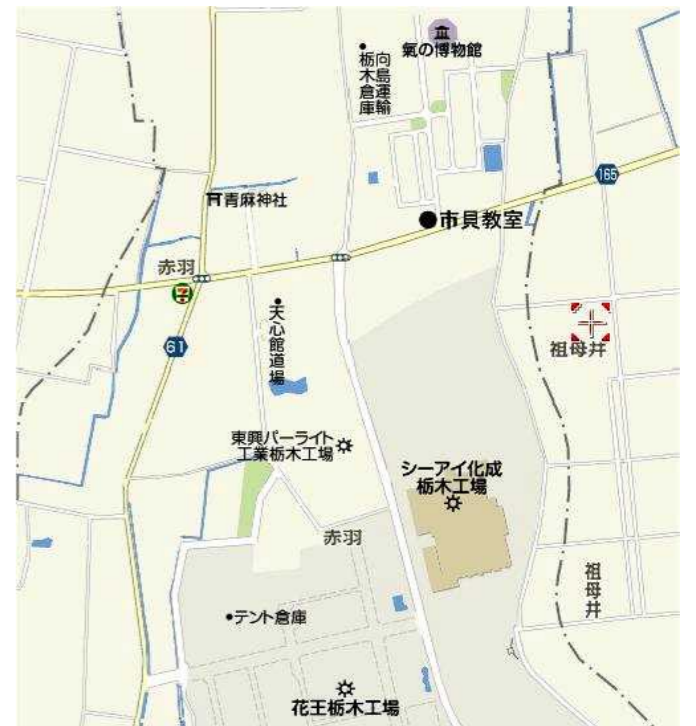 氣の博物館
向島運輸
栃木倉庫
165
青麻神社
市貝教室
赤羽
天心館道場
61
祖母井
東興パーライト
工業栃木工場
シーアイ化成
栃木工場
赤羽
祖母井
テント倉庫
花王栃木工場